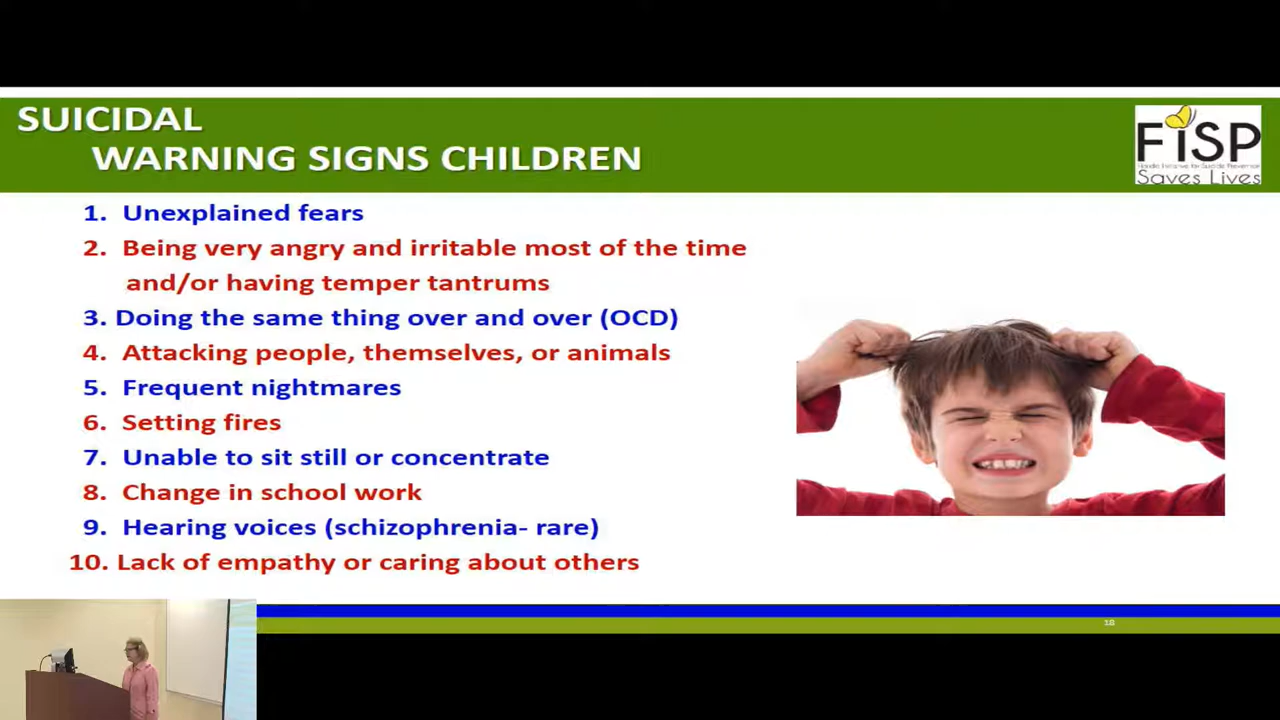 SUICIDAL
WARNING SIGNS CHILDREN
FISP
Saves Lives
1. Unexplained fears
2. Being very angry and irritable most of the time
and/or having temper tantrums
3. Doing the same thing over and over (OCD)
4. Attacking people, themselves, or animals
5. Frequent nightmares
6. Setting fires
7. Unable to sit still or concentrate
8. Change in school work
9. Hearing voices (schizophrenia- rare)
10. Lack of empathy or caring about others
18